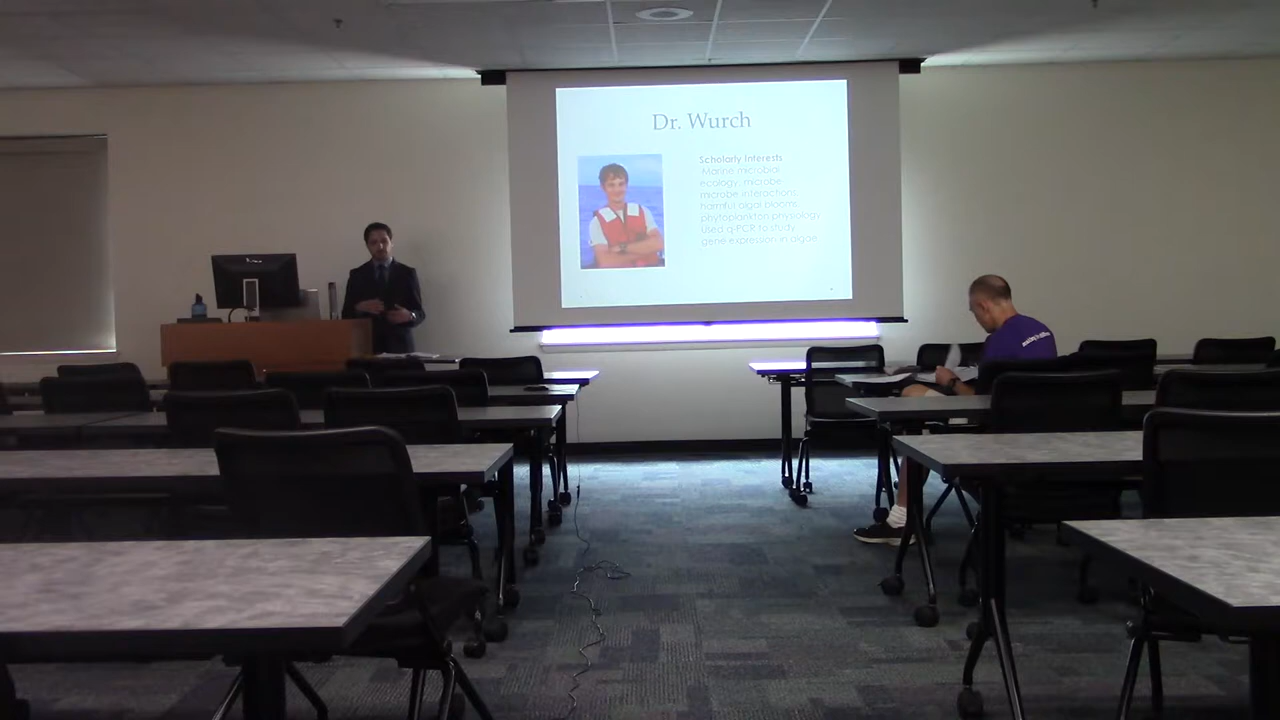 Dr. Wurch
Scholarly Interests
Marine microbial
ecology, microbe
microbe interactions,
harmful algal blooms,
phytoplankton physiology
Used q-PCR to study
gene expression in algae